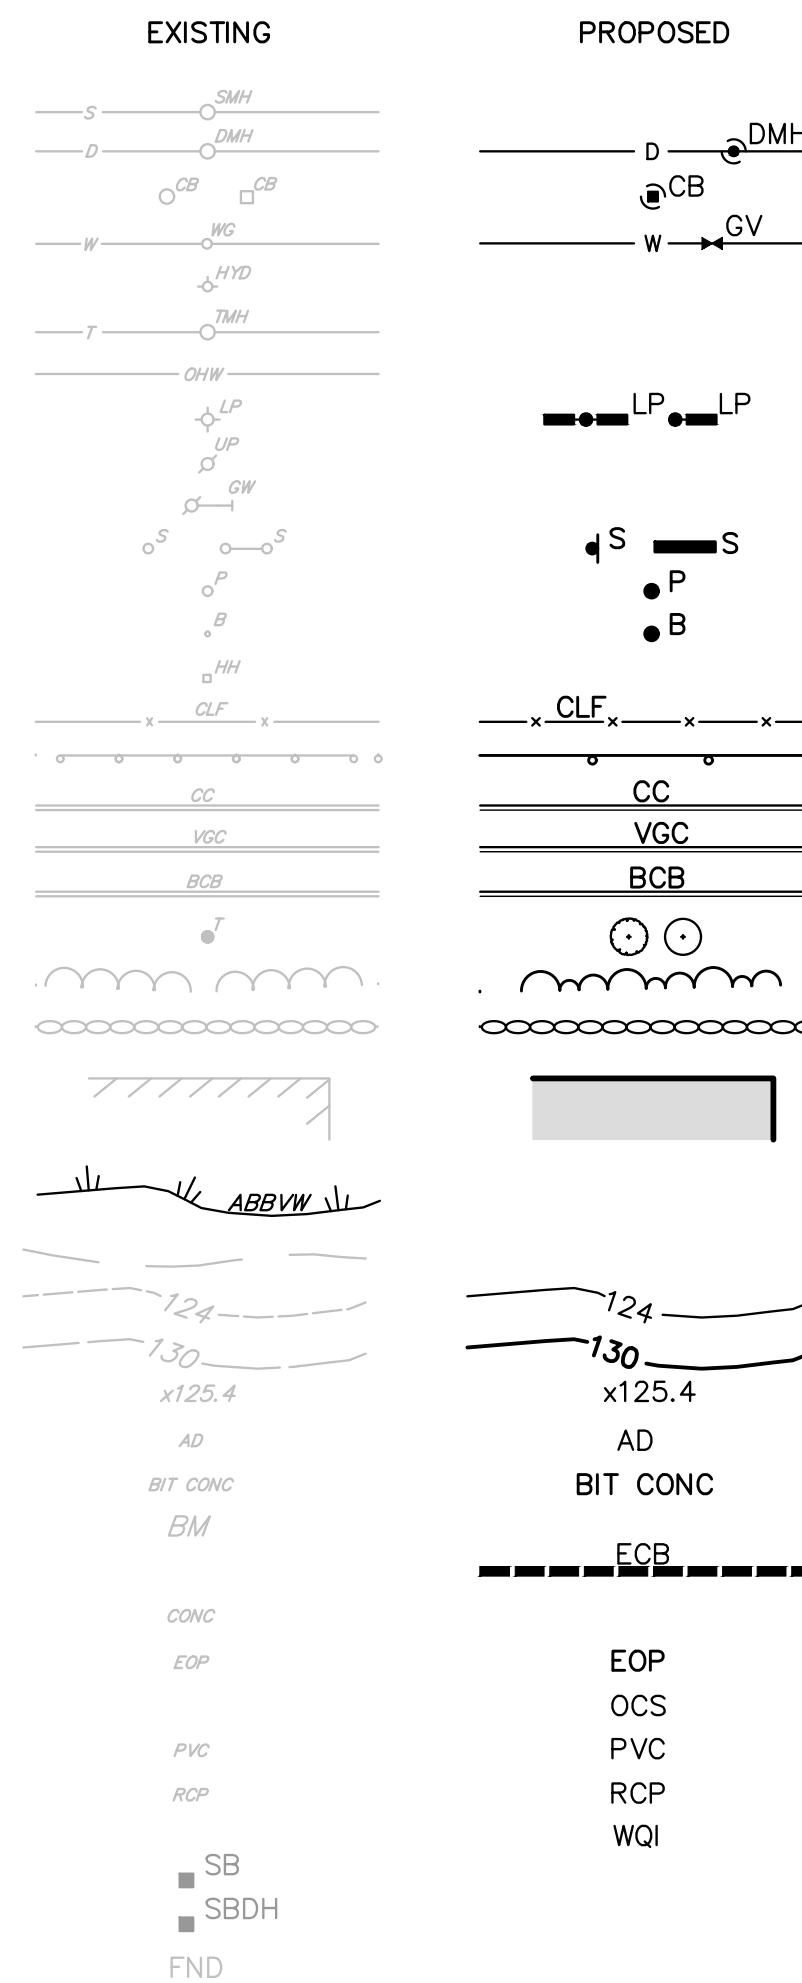 EXISTING PROPOSED
S SMH
D DMH D DMH
CB CB CB
W WG W GV
HYD
T TMH
OHW
LP LP LP
UP
GW
S S S S
P P
B B
HH
x CLF x x CLF x x x
CC CC
VGC VGC
BCB BCB
T
ABBVW
124 124
130 130
x125.4 x125.4
AD AD
BIT CONC BIT CONC
BM
ECB
CONC
EOP EOP
OCS
PVC PVC
RCP RCP
WQI
SB
SBDH
FND